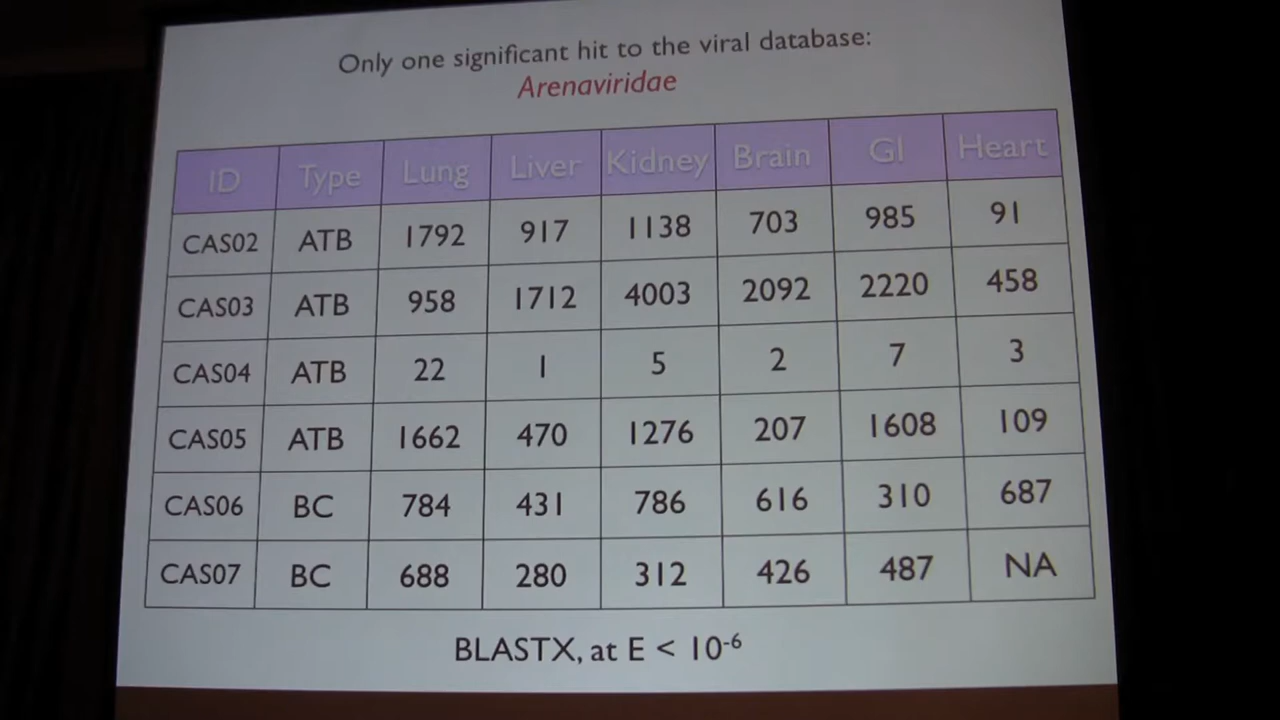 Only one significant hit to the viral database:
Arenaviridae
ID Type Lung Liver Kidney Brain GI Heart
CAS02 ATB 1792 917 1138 703 985 91
CAS03 ATB 958 1712 4003 2092 2220 458
CAS04 ATB 22 1 5 2 7 3
CAS05 ATB 1662 470 1276 207 1608 109
CAS06 BC 784 431 786 616 310 687
CAS07 BC 688 280 312 426 487 NA
BLASTX, at E < 10⁻⁶